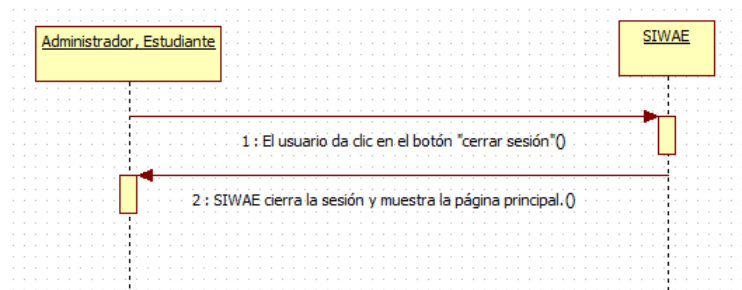 Administrador, Estudiante
SIWAE
1 : El usuario da clic en el botón "cerrar sesión"()
2 : SIWAE cierra la sesión y muestra la página principal.()